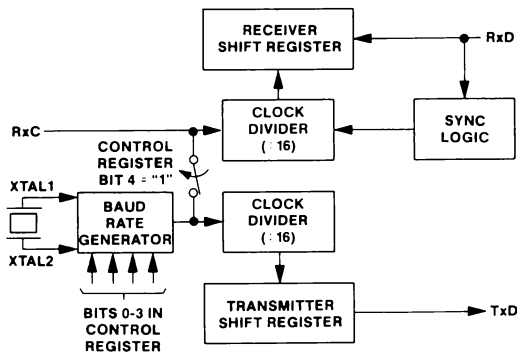 RECEIVER
SHIFT REGISTER
RxD
RxC
CLOCK
DIVIDER
(÷16)
SYNC
LOGIC
CONTROL
REGISTER
BIT 4 = "1"
XTAL1
XTAL2
BAUD
RATE
GENERATOR
CLOCK
DIVIDER
(÷16)
BITS 0-3 IN
CONTROL
REGISTER
TRANSMITTER
SHIFT REGISTER
TxD